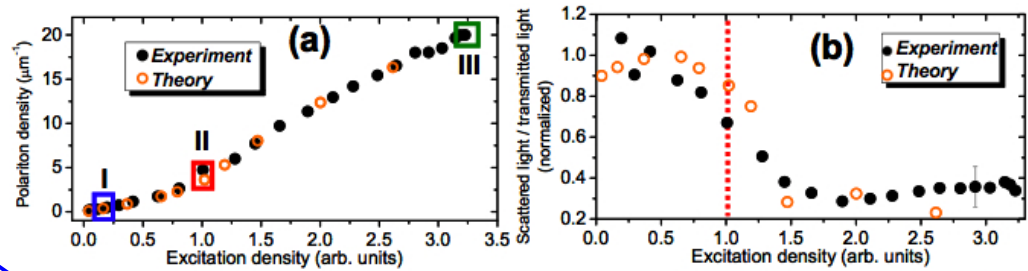 Polariton density (μm⁻¹)
20
15
10
5
0
Experiment
Theory
(a)
I
II
III
0.0 0.5 1.0 1.5 2.0 2.5 3.0 3.5
Excitation density (arb. units)
Scattered light / transmitted light
(normalized)
1.2
1.0
0.8
0.6
0.4
0.2
(b)
Experiment
Theory
0.0 0.5 1.0 1.5 2.0 2.5 3.0
Excitation density (arb. units)